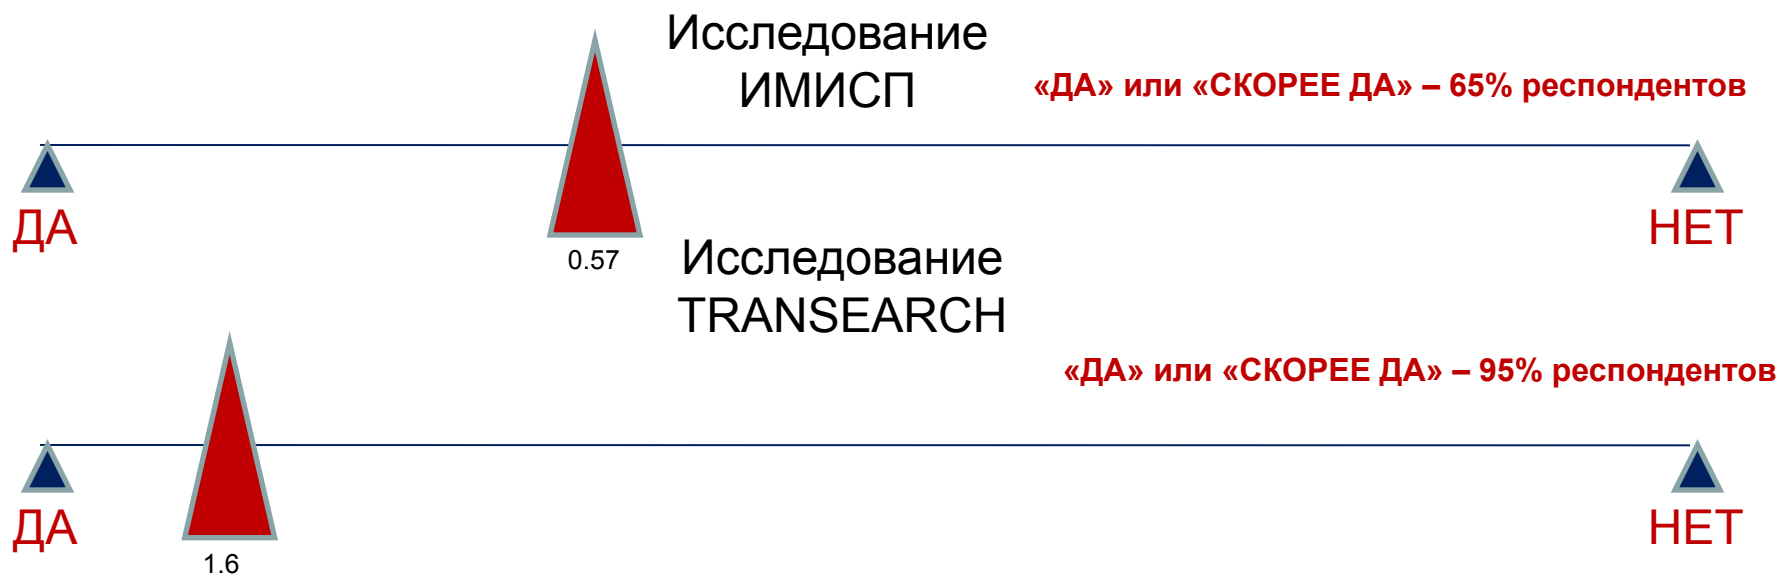 Исследование
ИМИСП
«ДА» или «СКОРЕЕ ДА» – 65% респондентов
ДА
НЕТ
0.57
Исследование
TRANSEARCH
«ДА» или «СКОРЕЕ ДА» – 95% респондентов
ДА
НЕТ
1.6